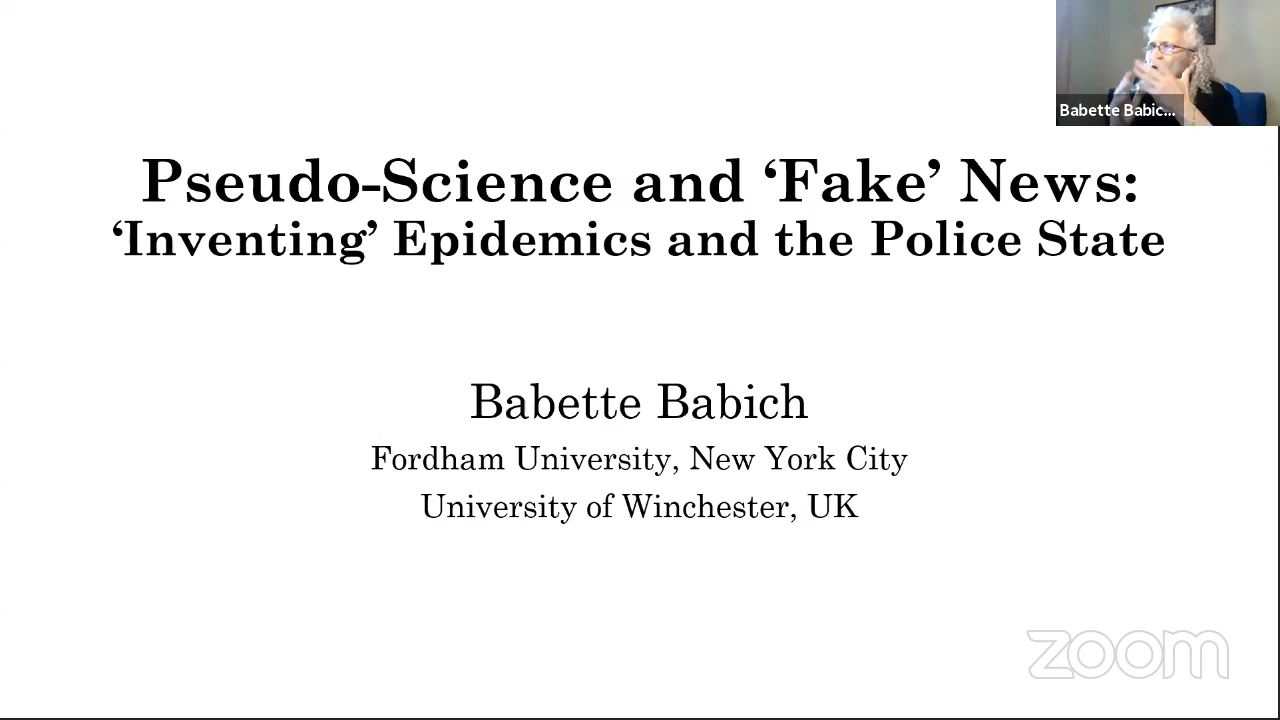 Babette Babic...
Pseudo-Science and ‘Fake’ News:
‘Inventing’ Epidemics and the Police State
Babette Babich
Fordham University, New York City
University of Winchester, UK
zoom